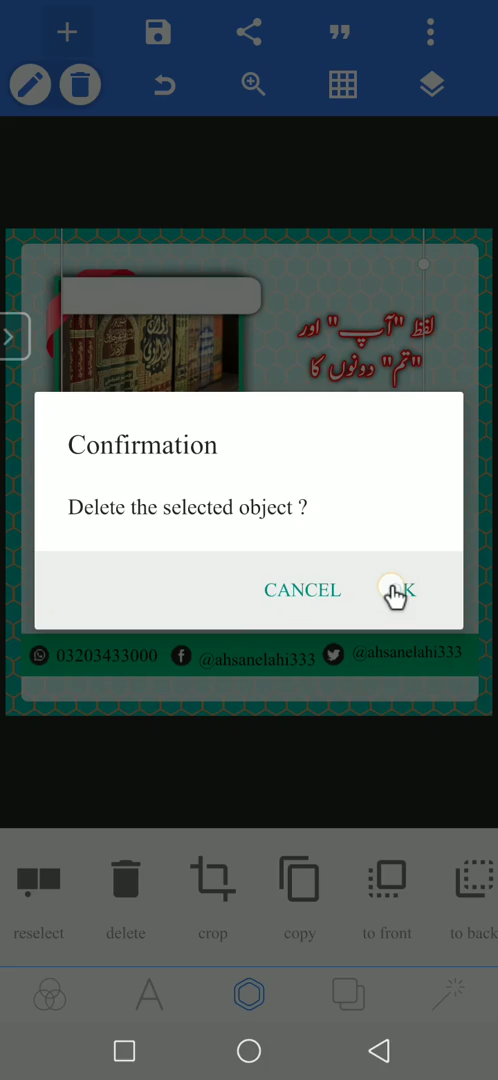 لفظ "آپ" اور
"تم" دونوں کا
Confirmation
Delete the selected object ?
CANCEL
03203433000 @ahsanelahi333 @ahsanelahi333
reselect delete crop copy to front to back